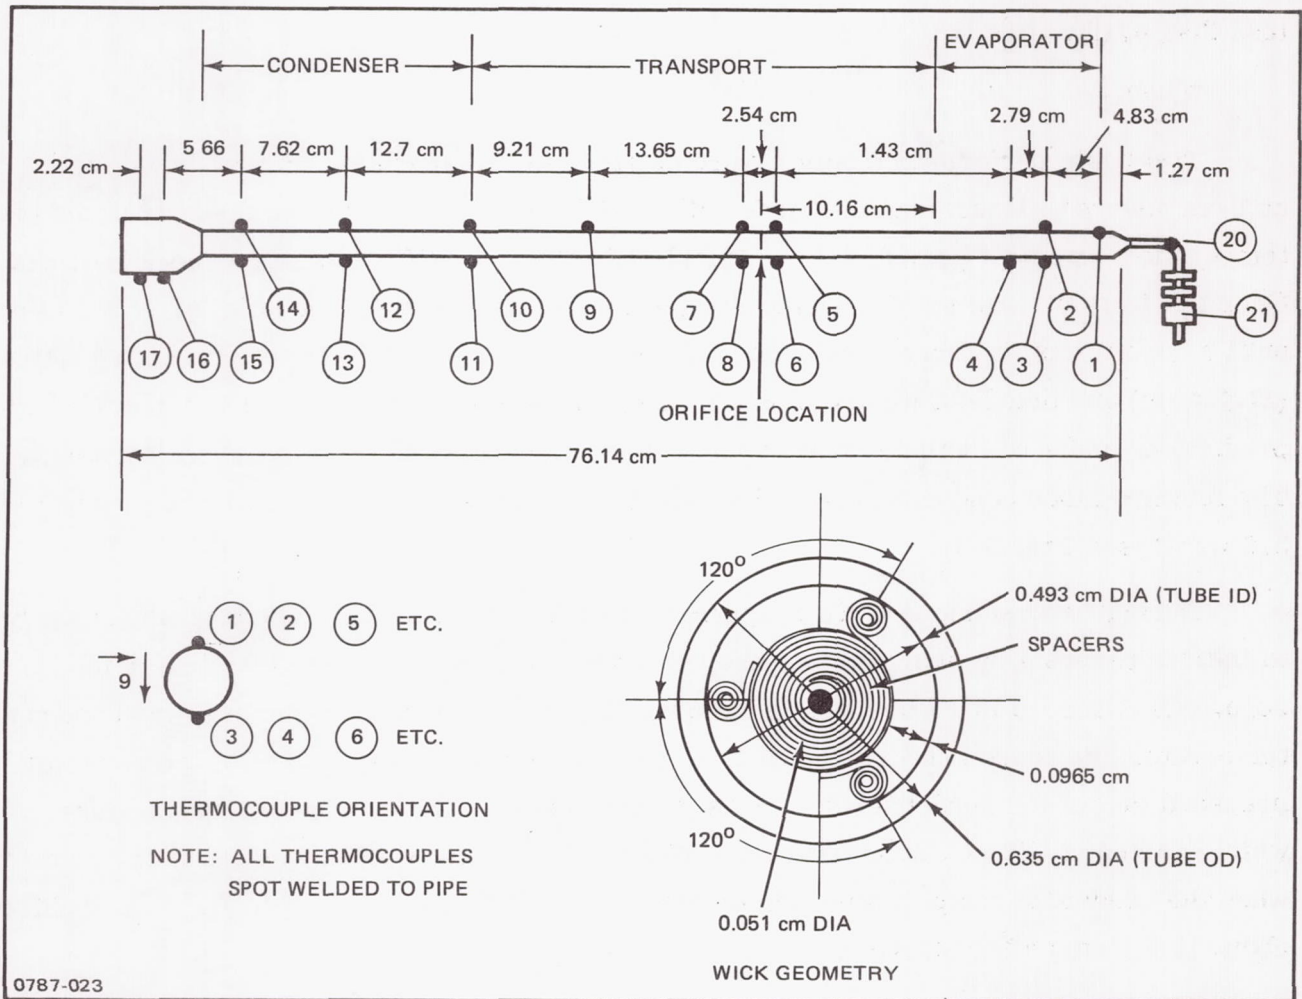 EVAPORATOR
CONDENSER
TRANSPORT
2.54 cm
2.79 cm
4.83 cm
2.22 cm
5 66
7.62 cm
12.7 cm
9.21 cm
13.65 cm
1.43 cm
1.27 cm
10.16 cm
20
14
12
10
9
7
5
2
21
17
16
15
13
11
8
6
4
3
1
ORIFICE LOCATION
76.14 cm
120°
0.493 cm DIA (TUBE ID)
SPACERS
1 2 5 ETC.
9
3 4 6 ETC.
0.0965 cm
THERMOCOUPLE ORIENTATION
NOTE: ALL THERMOCOUPLES
SPOT WELDED TO PIPE
120°
0.635 cm DIA (TUBE OD)
0.051 cm DIA
WICK GEOMETRY
0787-023